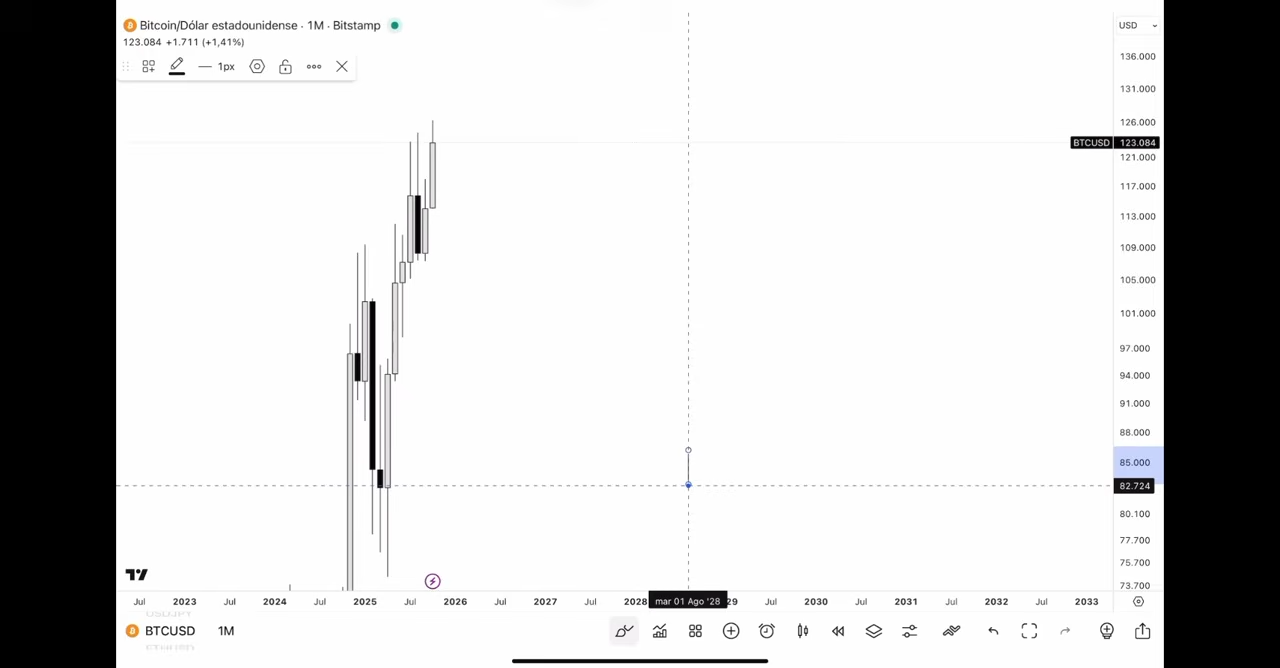 Bitcoin/Dólar estadounidense · 1M · Bitstamp
123.084 +1.711 (+1,41%)
1px
USD
136.000
131.000
126.000
BTCUSD 123.084
121.000
117.000
113.000
109.000
105.000
101.000
97.000
94.000
91.000
88.000
85.000
82.724
80.100
77.700
75.700
73.700
Jul 2023 Jul 2024 Jul 2025 Jul 2026 Jul 2027 Jul 2028 mar 01 Ago '28 29 Jul 2030 Jul 2031 Jul 2032 Jul 2033
USDJPY
BTCUSD 1M